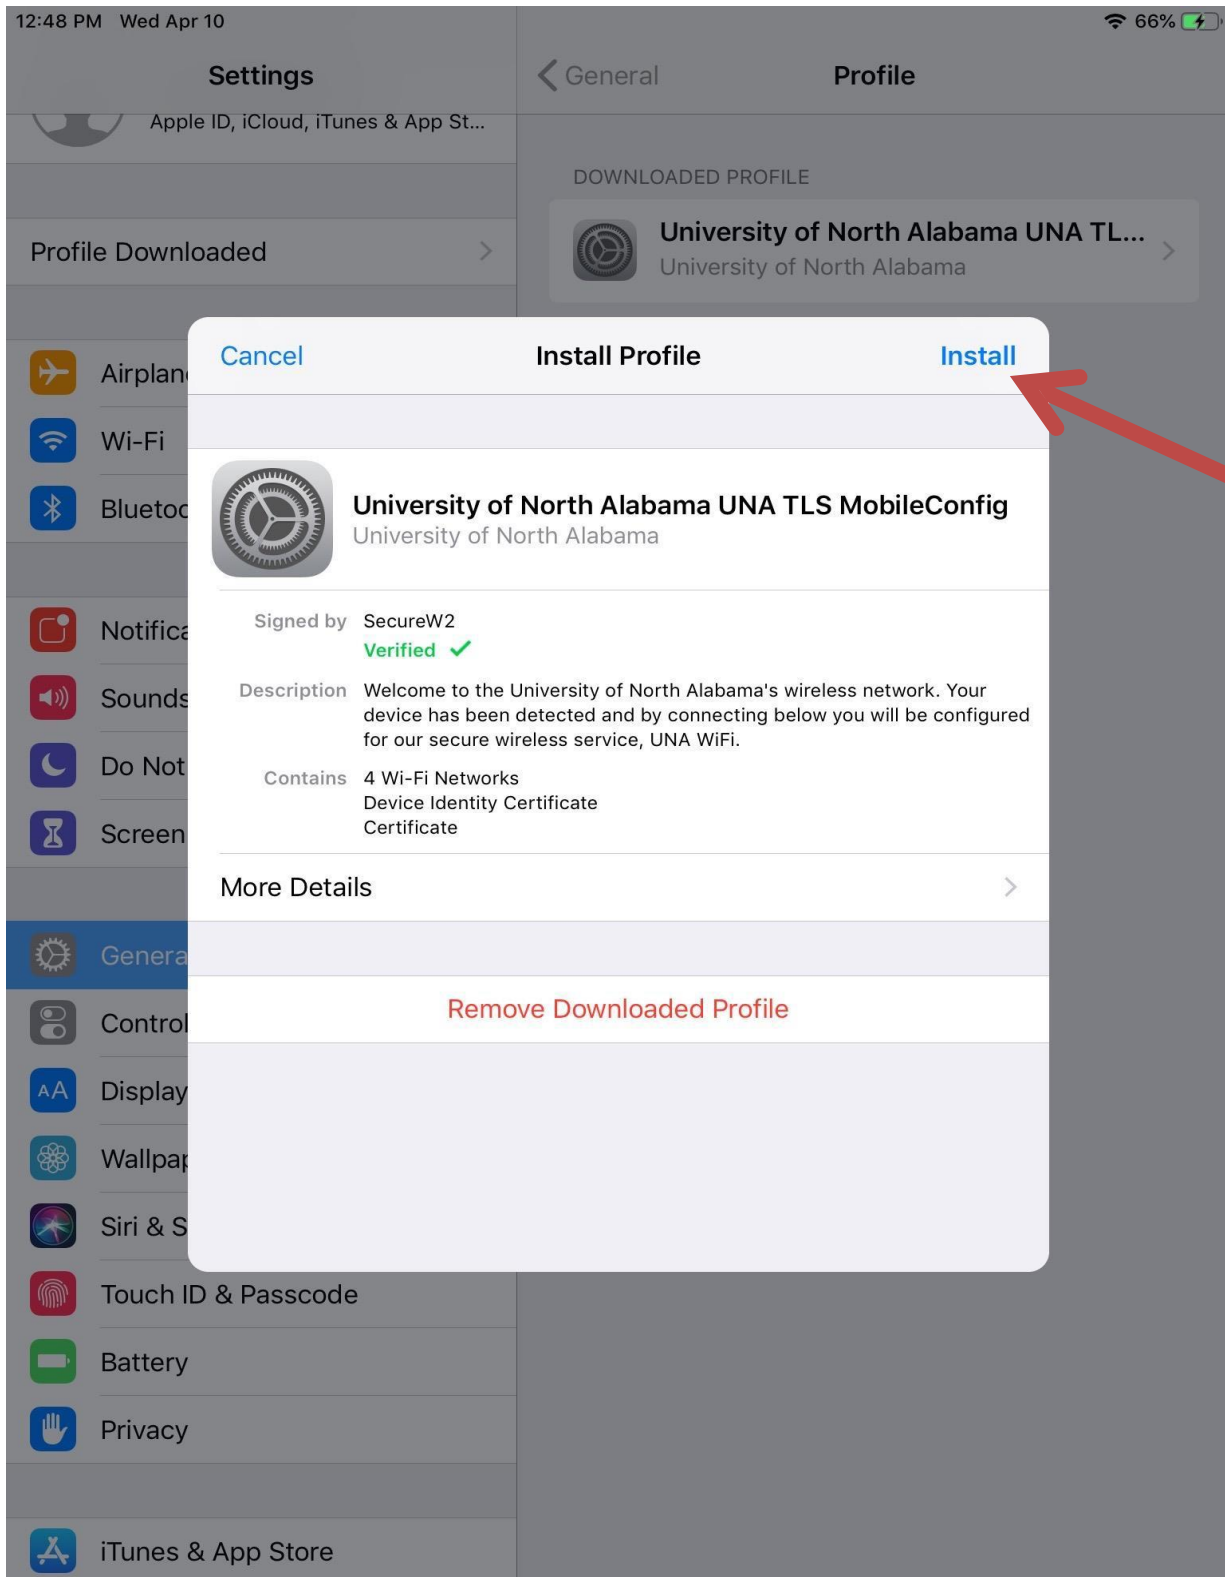 12:48 PM Wed Apr 10 66%
Settings
General
Profile
Apple ID, iCloud, iTunes & App St...
DOWNLOADED PROFILE
University of North Alabama UNA TL...
University of North Alabama
Profile Downloaded
Cancel
Install Profile
Install
Airplan
Wi-Fi
Bluetoo
University of North Alabama UNA TLS MobileConfig
University of North Alabama
Signed by SecureW2
Verified
Description Welcome to the University of North Alabama's wireless network. Your
device has been detected and by connecting below you will be configured
for our secure wireless service, UNA WiFi.
Contains 4 Wi-Fi Networks
Device Identity Certificate
Certificate
More Details
Remove Downloaded Profile
Notifica
Sounds
Do Not
Screen
Genera
Control
AA Display
Wallpap
Siri & S
Touch ID & Passcode
Battery
Privacy
iTunes & App Store